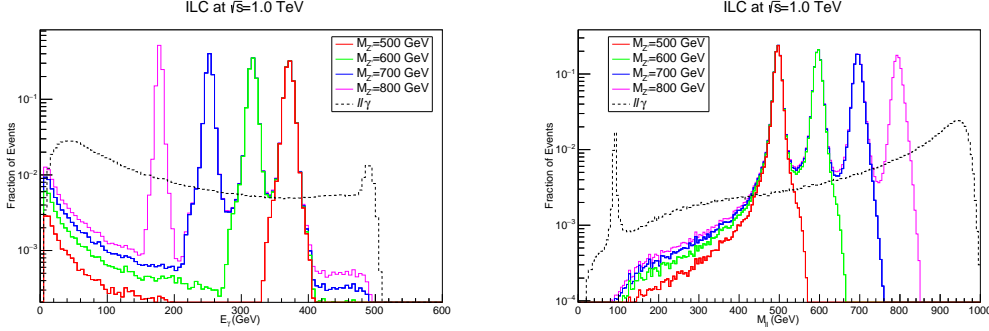 ILC at √s=1.0 TeV
Fraction of Events
10⁻¹
10⁻²
10⁻³
M_Z'=500 GeV
M_Z'=600 GeV
M_Z'=700 GeV
M_Z'=800 GeV
llγ
0 100 200 300 400 500 600
E_γ (GeV)
ILC at √s=1.0 TeV
Fraction of Events
10⁻¹
10⁻²
10⁻³
10⁻⁴
M_Z'=500 GeV
M_Z'=600 GeV
M_Z'=700 GeV
M_Z'=800 GeV
llγ
0 100 200 300 400 500 600 700 800 900 1000
M_ll (GeV)